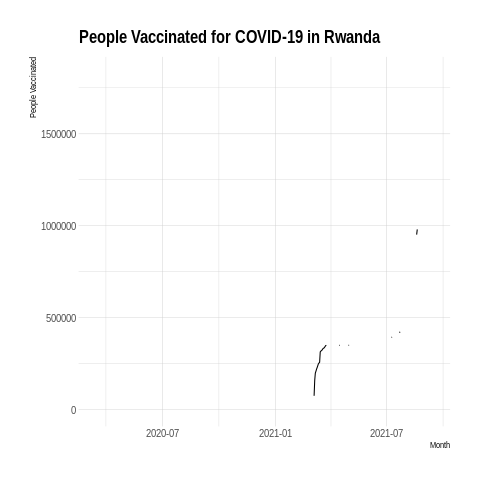 People Vaccinated for COVID-19 in Rwanda
People Vaccinated
1500000
1000000
500000
0
2020-07 2021-01 2021-07
Month